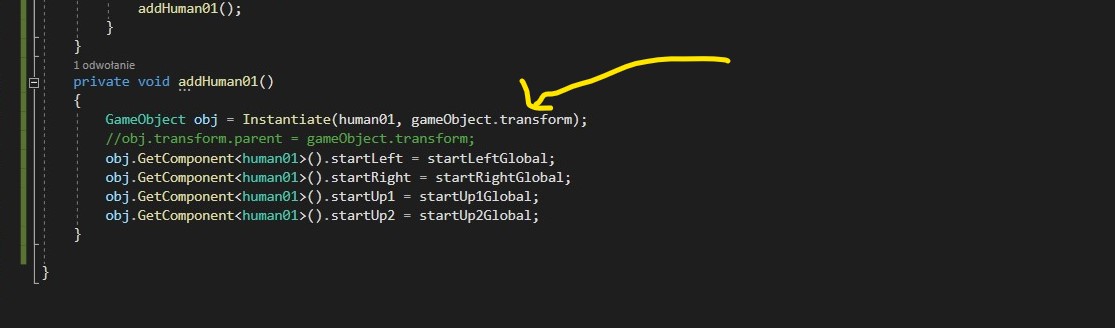 addHuman01();
}
}
1 odwołanie
private void addHuman01()
{
GameObject obj = Instantiate(human01, gameObject.transform);
//obj.transform.parent = gameObject.transform;
obj.GetComponent<human01>().startLeft = startLeftGlobal;
obj.GetComponent<human01>().startRight = startRightGlobal;
obj.GetComponent<human01>().startUp1 = startUp1Global;
obj.GetComponent<human01>().startUp2 = startUp2Global;
}
}